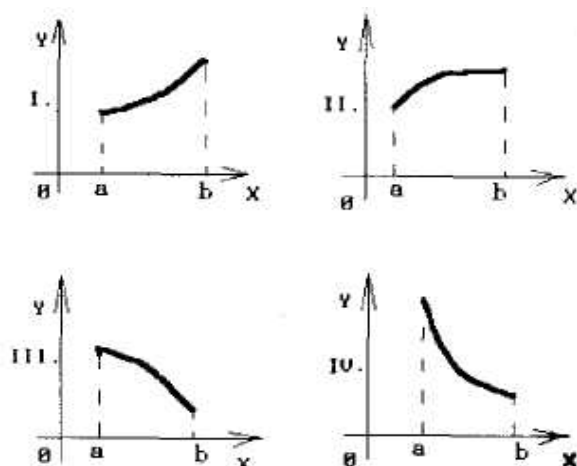 Y Y
I. II.
0 a b X 0 a b X
Y Y
III. IV.
a b X 0 a b X
0